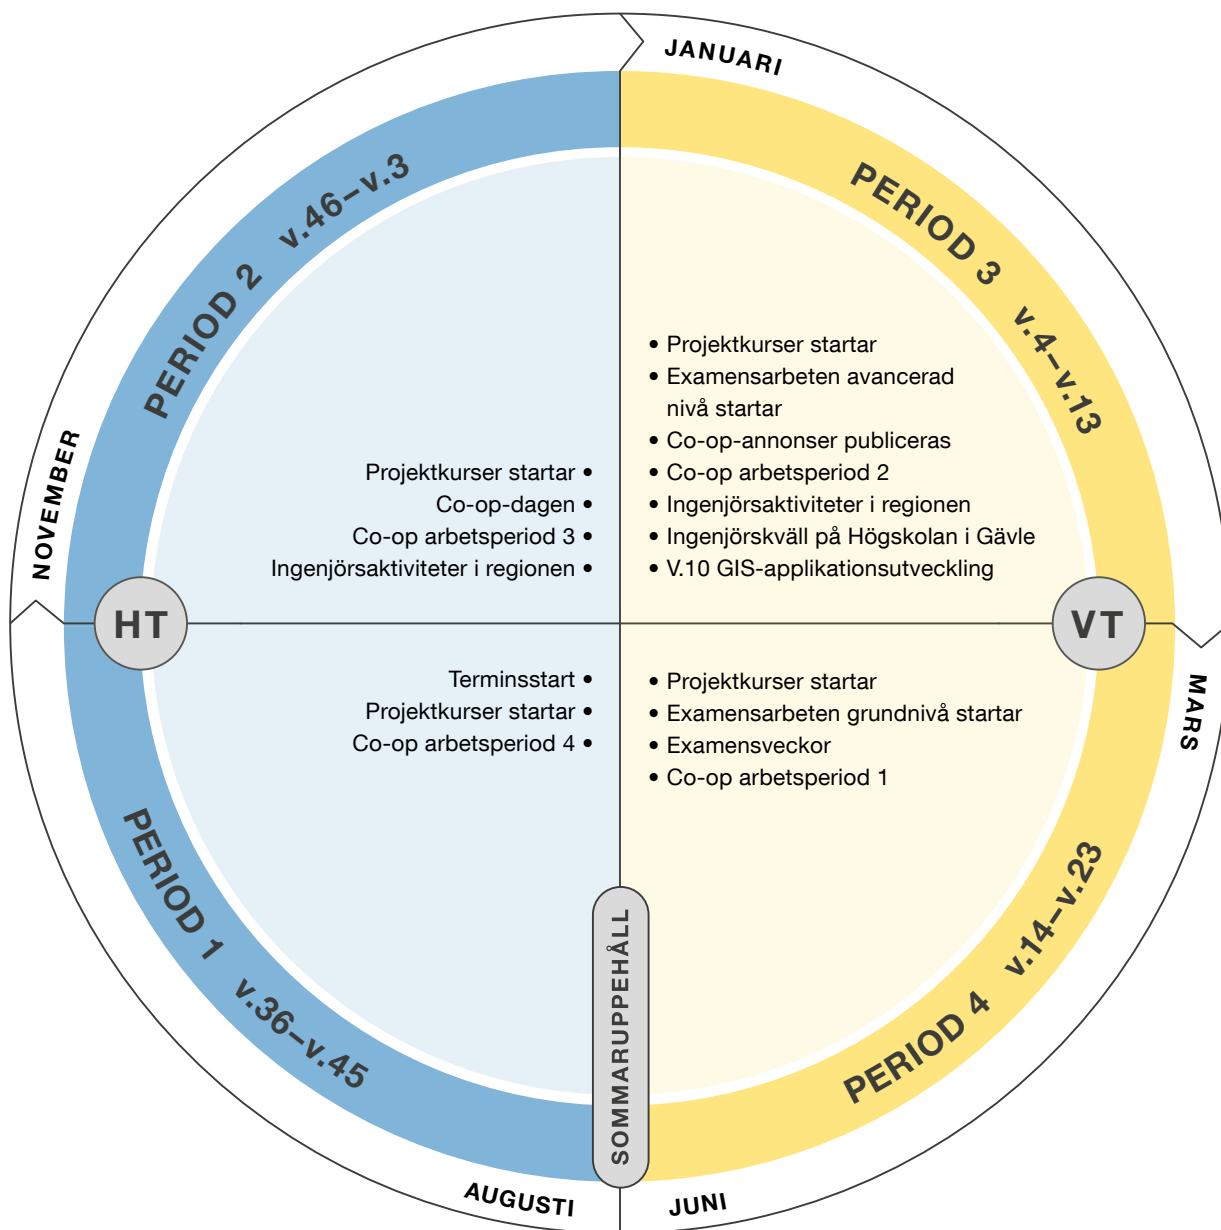 JANUARI
PERIOD 3 v.4–v.13
• Projektkurser startar
• Examensarbeten avancerad
nivå startar
• Co-op-annonser publiceras
• Co-op arbetsperiod 2
• Ingenjörsaktiviteter i regionen
• Ingenjörskväll på Högskolan i Gävle
• V.10 GIS-applikationsutveckling
VT
MARS
PERIOD 4 v.14–v.23
• Projektkurser startar
• Examensarbeten grundnivå startar
• Examensveckor
• Co-op arbetsperiod 1
JUNI
SOMMARUPPEHÅLL
AUGUSTI
PERIOD 1 v.36–v.45
Terminsstart •
Projektkurser startar •
Co-op arbetsperiod 4 •
HT
NOVEMBER
PERIOD 2 v.46–v.3
Projektkurser startar •
Co-op-dagen •
Co-op arbetsperiod 3 •
Ingenjörsaktiviteter i regionen •